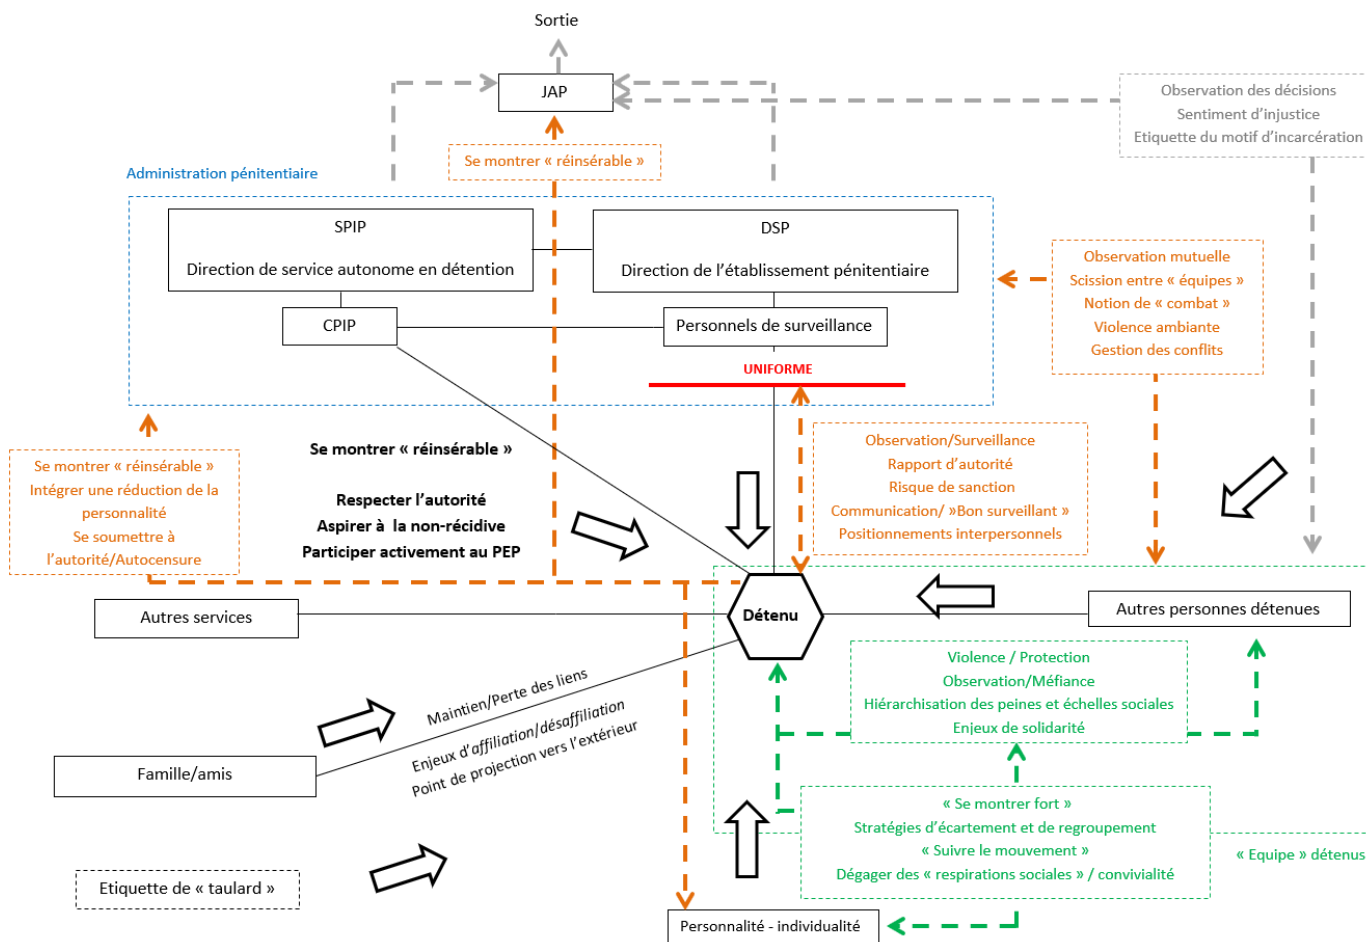 Sortie
JAP
Observation des décisions
Sentiment d'injustice
Etiquette du motif d'incarcération
Se montrer « réinsérable »
Administration pénitentiaire
SPIP
Direction de service autonome en détention
DSP
Direction de l'établissement pénitentiaire
Observation mutuelle
Scission entre « équipes »
Notion de « combat »
Violence ambiante
Gestion des conflits
CPIP
Personnels de surveillance
UNIFORME
Se montrer « réinsérable »
Intégrer une réduction de la
personnalité
Se soumettre à
l'autorité/Autocensure
Se montrer « réinsérable »
Respecter l'autorité
Aspirer à  la non-récidive
Participer activement au PEP
Observation/Surveillance
Rapport d'autorité
Risque de sanction
Communication/ »Bon surveillant »
Positionnements interpersonnels
Autres services
Détenu
Autres personnes détenues
Maintien/Perte des liens
Enjeux d'affiliation/désaffiliation
Point de projection vers l'extérieur
Violence / Protection
Observation/Méfiance
Hiérarchisation des peines et échelles sociales
Enjeux de solidarité
Famille/amis
« Se montrer fort »
Stratégies d'écartement et de regroupement
« Suivre le mouvement »
Dégager des « respirations sociales » / convivialité
« Equipe » détenus
Etiquette de « taulard »
Personnalité - individualité